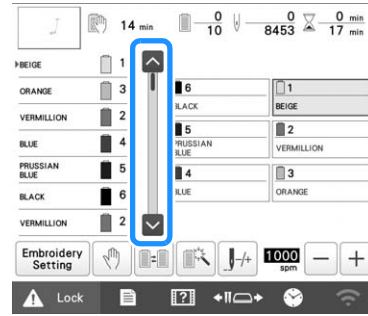 14 min
0
10
0
8453
0 min
17 min
BEIGE 1
ORANGE 3
VERMILLION 2
BLUE 4
PRUSSIAN
BLUE 5
BLACK 6
VERMILLION 2
6
BLACK
1
BEIGE
5
PRUSSIAN
BLUE
2
VERMILLION
4
BLUE
3
ORANGE
Embroidery
Setting
-/+
1000
spm
− +
Lock
?